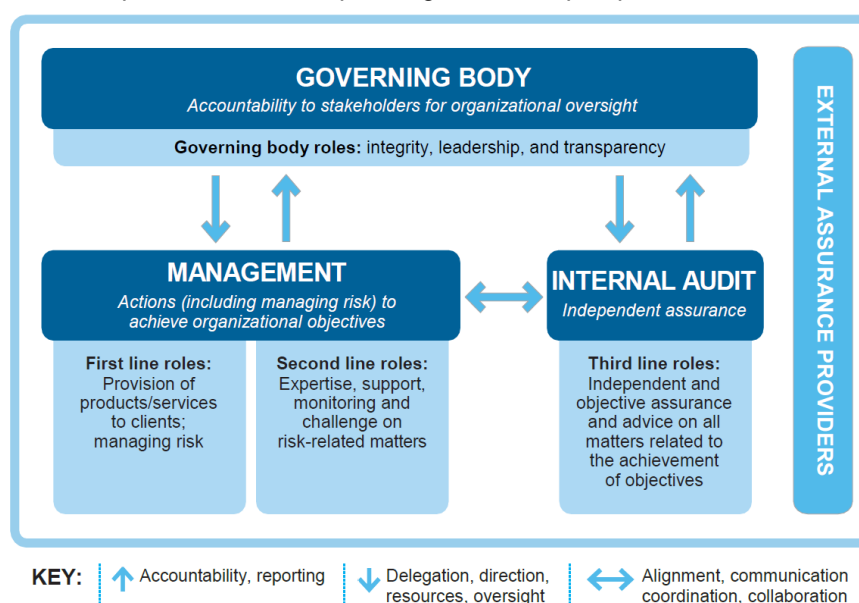 GOVERNING BODY
Accountability to stakeholders for organizational oversight
Governing body roles: integrity, leadership, and transparency
MANAGEMENT
Actions (including managing risk) to
achieve organizational objectives
INTERNAL AUDIT
Independent assurance
First line roles:
Provision of
products/services
to clients;
managing risk
Second line roles:
Expertise, support,
monitoring and
challenge on
risk-related matters
Third line roles:
Independent and
objective assurance
and advice on all
matters related to
the achievement
of objectives
EXTERNAL ASSURANCE PROVIDERS
KEY:
Accountability, reporting
Delegation, direction,
resources, oversight
Alignment, communication
coordination, collaboration